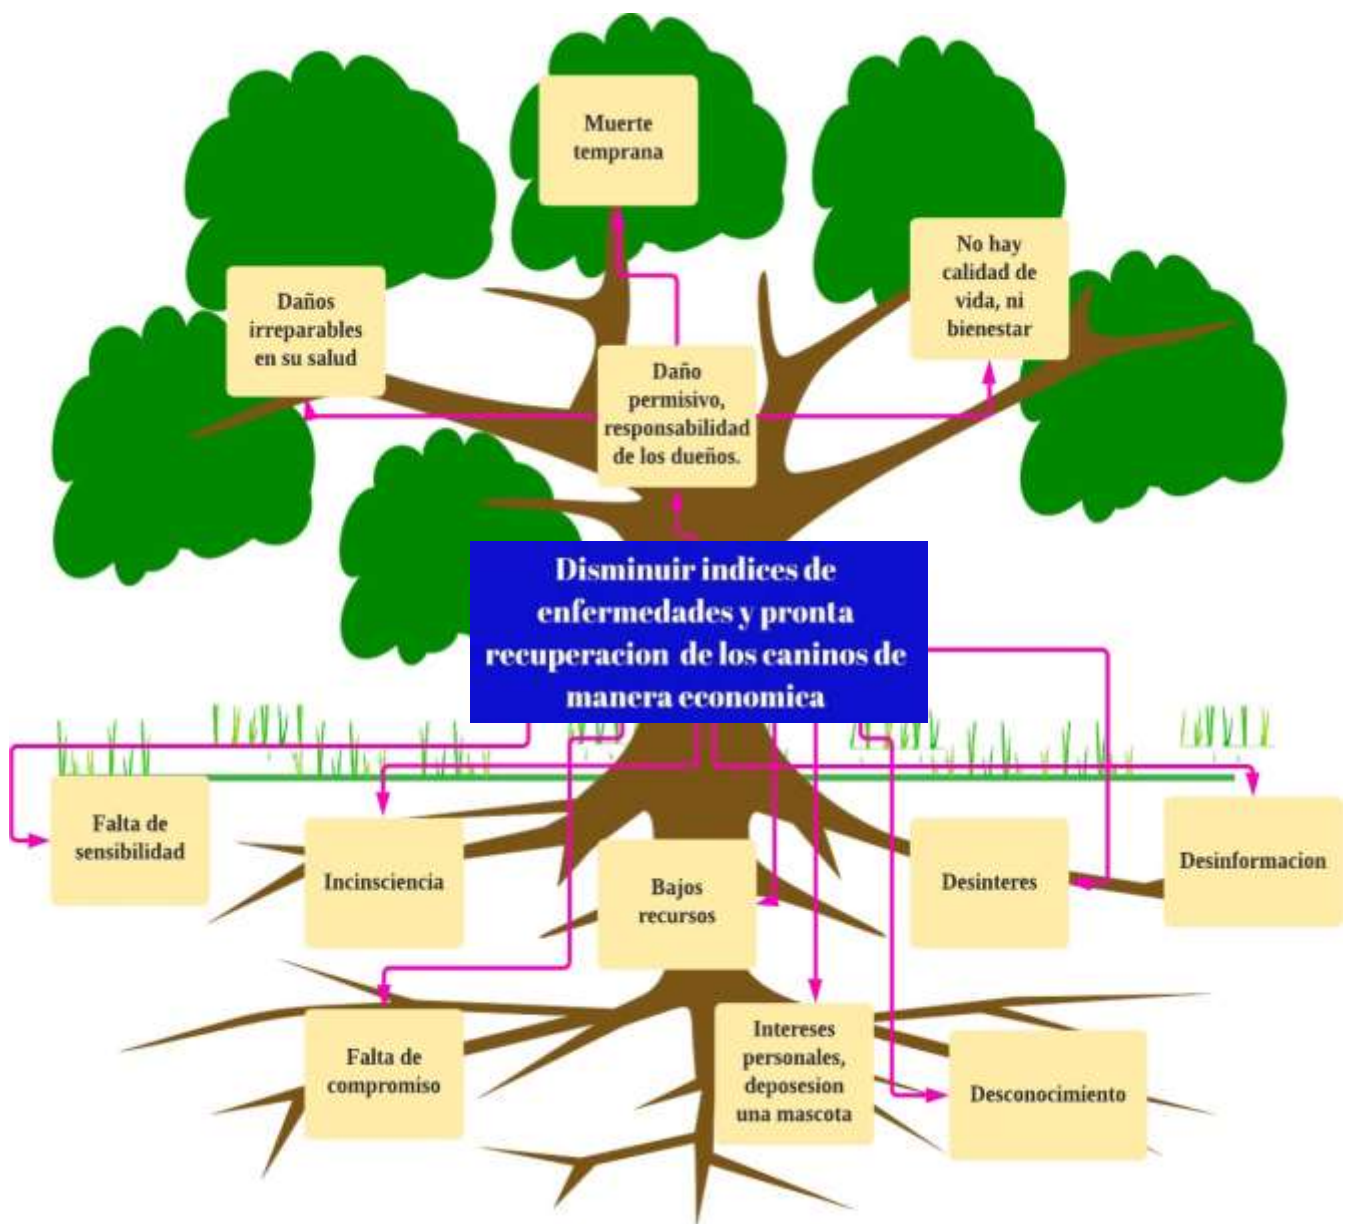 Muerte
temprana
No hay
calidad de
vida, ni
bienestar
Daños
irreparables
en su salud
Daño
permisivo,
responsabilidad
de los dueños.
Disminuir indices de
enfermedades y pronta
recuperacion de los caninos de
manera economica
Falta de
sensibilidad
Incinsciencia
Bajos
recursos
Desinteres
Desinformacion
Falta de
compromiso
Intereses
personales,
deposesion
una mascota
Desconocimiento